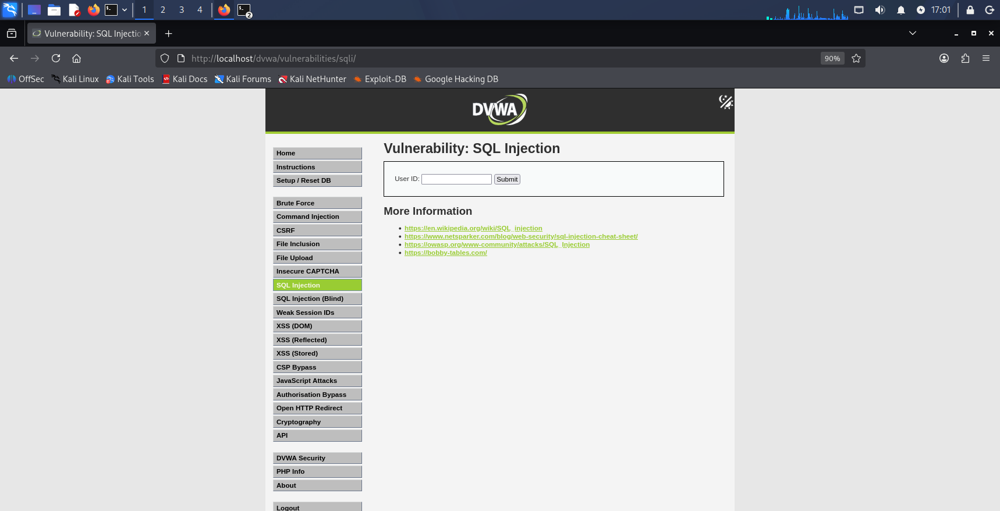 1 2 3 4 2 17:01
Vulnerability: SQL Injectio
http://localhost/dvwa/vulnerabilities/sqli/ 90%
OffSec Kali Linux Kali Tools Kali Docs Kali Forums Kali NetHunter Exploit-DB Google Hacking DB
DVWA
Home
Instructions
Setup / Reset DB
Brute Force
Command Injection
CSRF
File Inclusion
File Upload
Insecure CAPTCHA
SQL Injection
SQL Injection (Blind)
Weak Session IDs
XSS (DOM)
XSS (Reflected)
XSS (Stored)
CSP Bypass
JavaScript Attacks
Authorisation Bypass
Open HTTP Redirect
Cryptography
API
DVWA Security
PHP Info
About
Logout
Vulnerability: SQL Injection
User ID: Submit
More Information
https://en.wikipedia.org/wiki/SQL_injection
https://www.netsparker.com/blog/web-security/sql-injection-cheat-sheet/
https://owasp.org/www-community/attacks/SQL_Injection
https://bobby-tables.com/